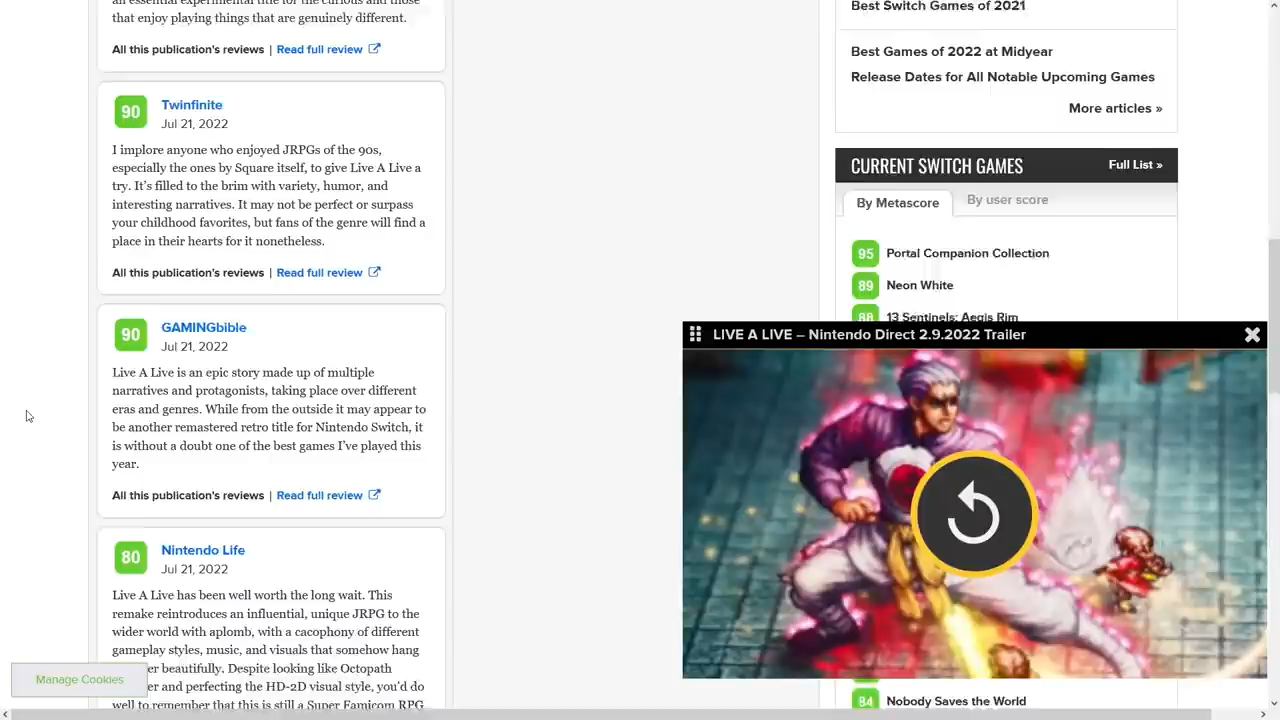 an essential experimental title for the curious and those
that enjoy playing things that are genuinely different.
All this publication's reviews | Read full review
90
Twinfinite
Jul 21, 2022
I implore anyone who enjoyed JRPGs of the 90s,
especially the ones by Square itself, to give Live A Live a
try. It's filled to the brim with variety, humor, and
interesting narratives. It may not be perfect or surpass
your childhood favorites, but fans of the genre will find a
place in their hearts for it nonetheless.
All this publication's reviews | Read full review
90
GAMINGbible
Jul 21, 2022
Live A Live is an epic story made up of multiple
narratives and protagonists, taking place over different
eras and genres. While from the outside it may appear to
be another remastered retro title for Nintendo Switch, it
is without a doubt one of the best games I've played this
year.
All this publication's reviews | Read full review
80
Nintendo Life
Jul 21, 2022
Live A Live has been well worth the long wait. This
remake reintroduces an influential, unique JRPG to the
wider world with aplomb, with a cacophony of different
gameplay styles, music, and visuals that somehow hang
er beautifully. Despite looking like Octopath
er and perfecting the HD-2D visual style, you'd do
well to remember that this is still a Super Famicom RPG
Manage Cookies
Best Switch Games of 2021
Best Games of 2022 at Midyear
Release Dates for All Notable Upcoming Games
More articles »
CURRENT SWITCH GAMES
Full List »
By Metascore
By user score
95 Portal Companion Collection
89 Neon White
88 13 Sentinels: Aegis Rim
LIVE A LIVE – Nintendo Direct 2.9.2022 Trailer
84 Nobody Saves the World